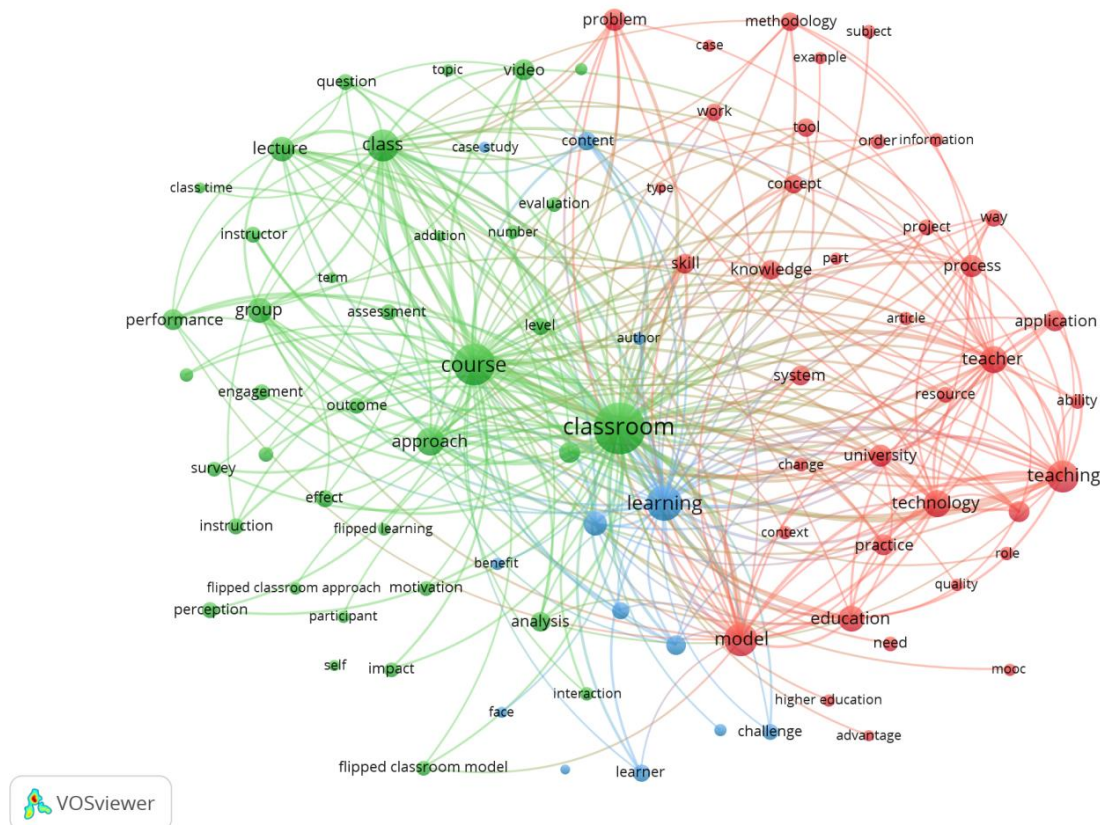 problem
methodology
subject
case
example
topic
video
question
work
tool
content
order
information
lecture
class
case study
concept
type
class time
evaluation
way
project
instructor
addition
number
part
skill
knowledge
process
term
group
assessment
article
application
performance
level
author
teacher
course
system
resource
ability
engagement
outcome
classroom
approach
university
change
survey
teaching
effect
learning
technology
instruction
flipped learning
context
practice
role
benefit
flipped classroom approach
motivation
quality
perception
participant
analysis
education
model
need
self
impact
mooc
interaction
higher education
face
challenge
advantage
flipped classroom model
learner
VOSviewer